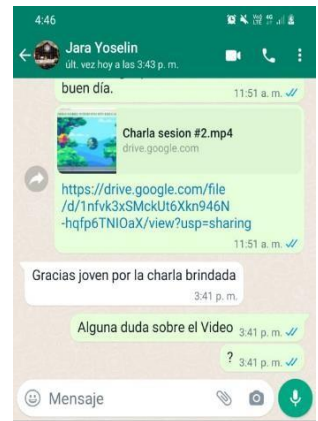 4:46
Jara Yoselin
últ. vez hoy a las 3:43 p. m.
buen día.
11:51 a. m.
Charla sesion #2.mp4
drive.google.com
https://drive.google.com/file
/d/1nfvk3xSMckUt6Xkn946N
-hqfp6TNIOaX/view?usp=sharing
11:51 a. m.
Gracias joven por la charla brindada
3:41 p. m.
Alguna duda sobre el Video 3:41 p. m.
? 3:41 p. m.
Mensaje